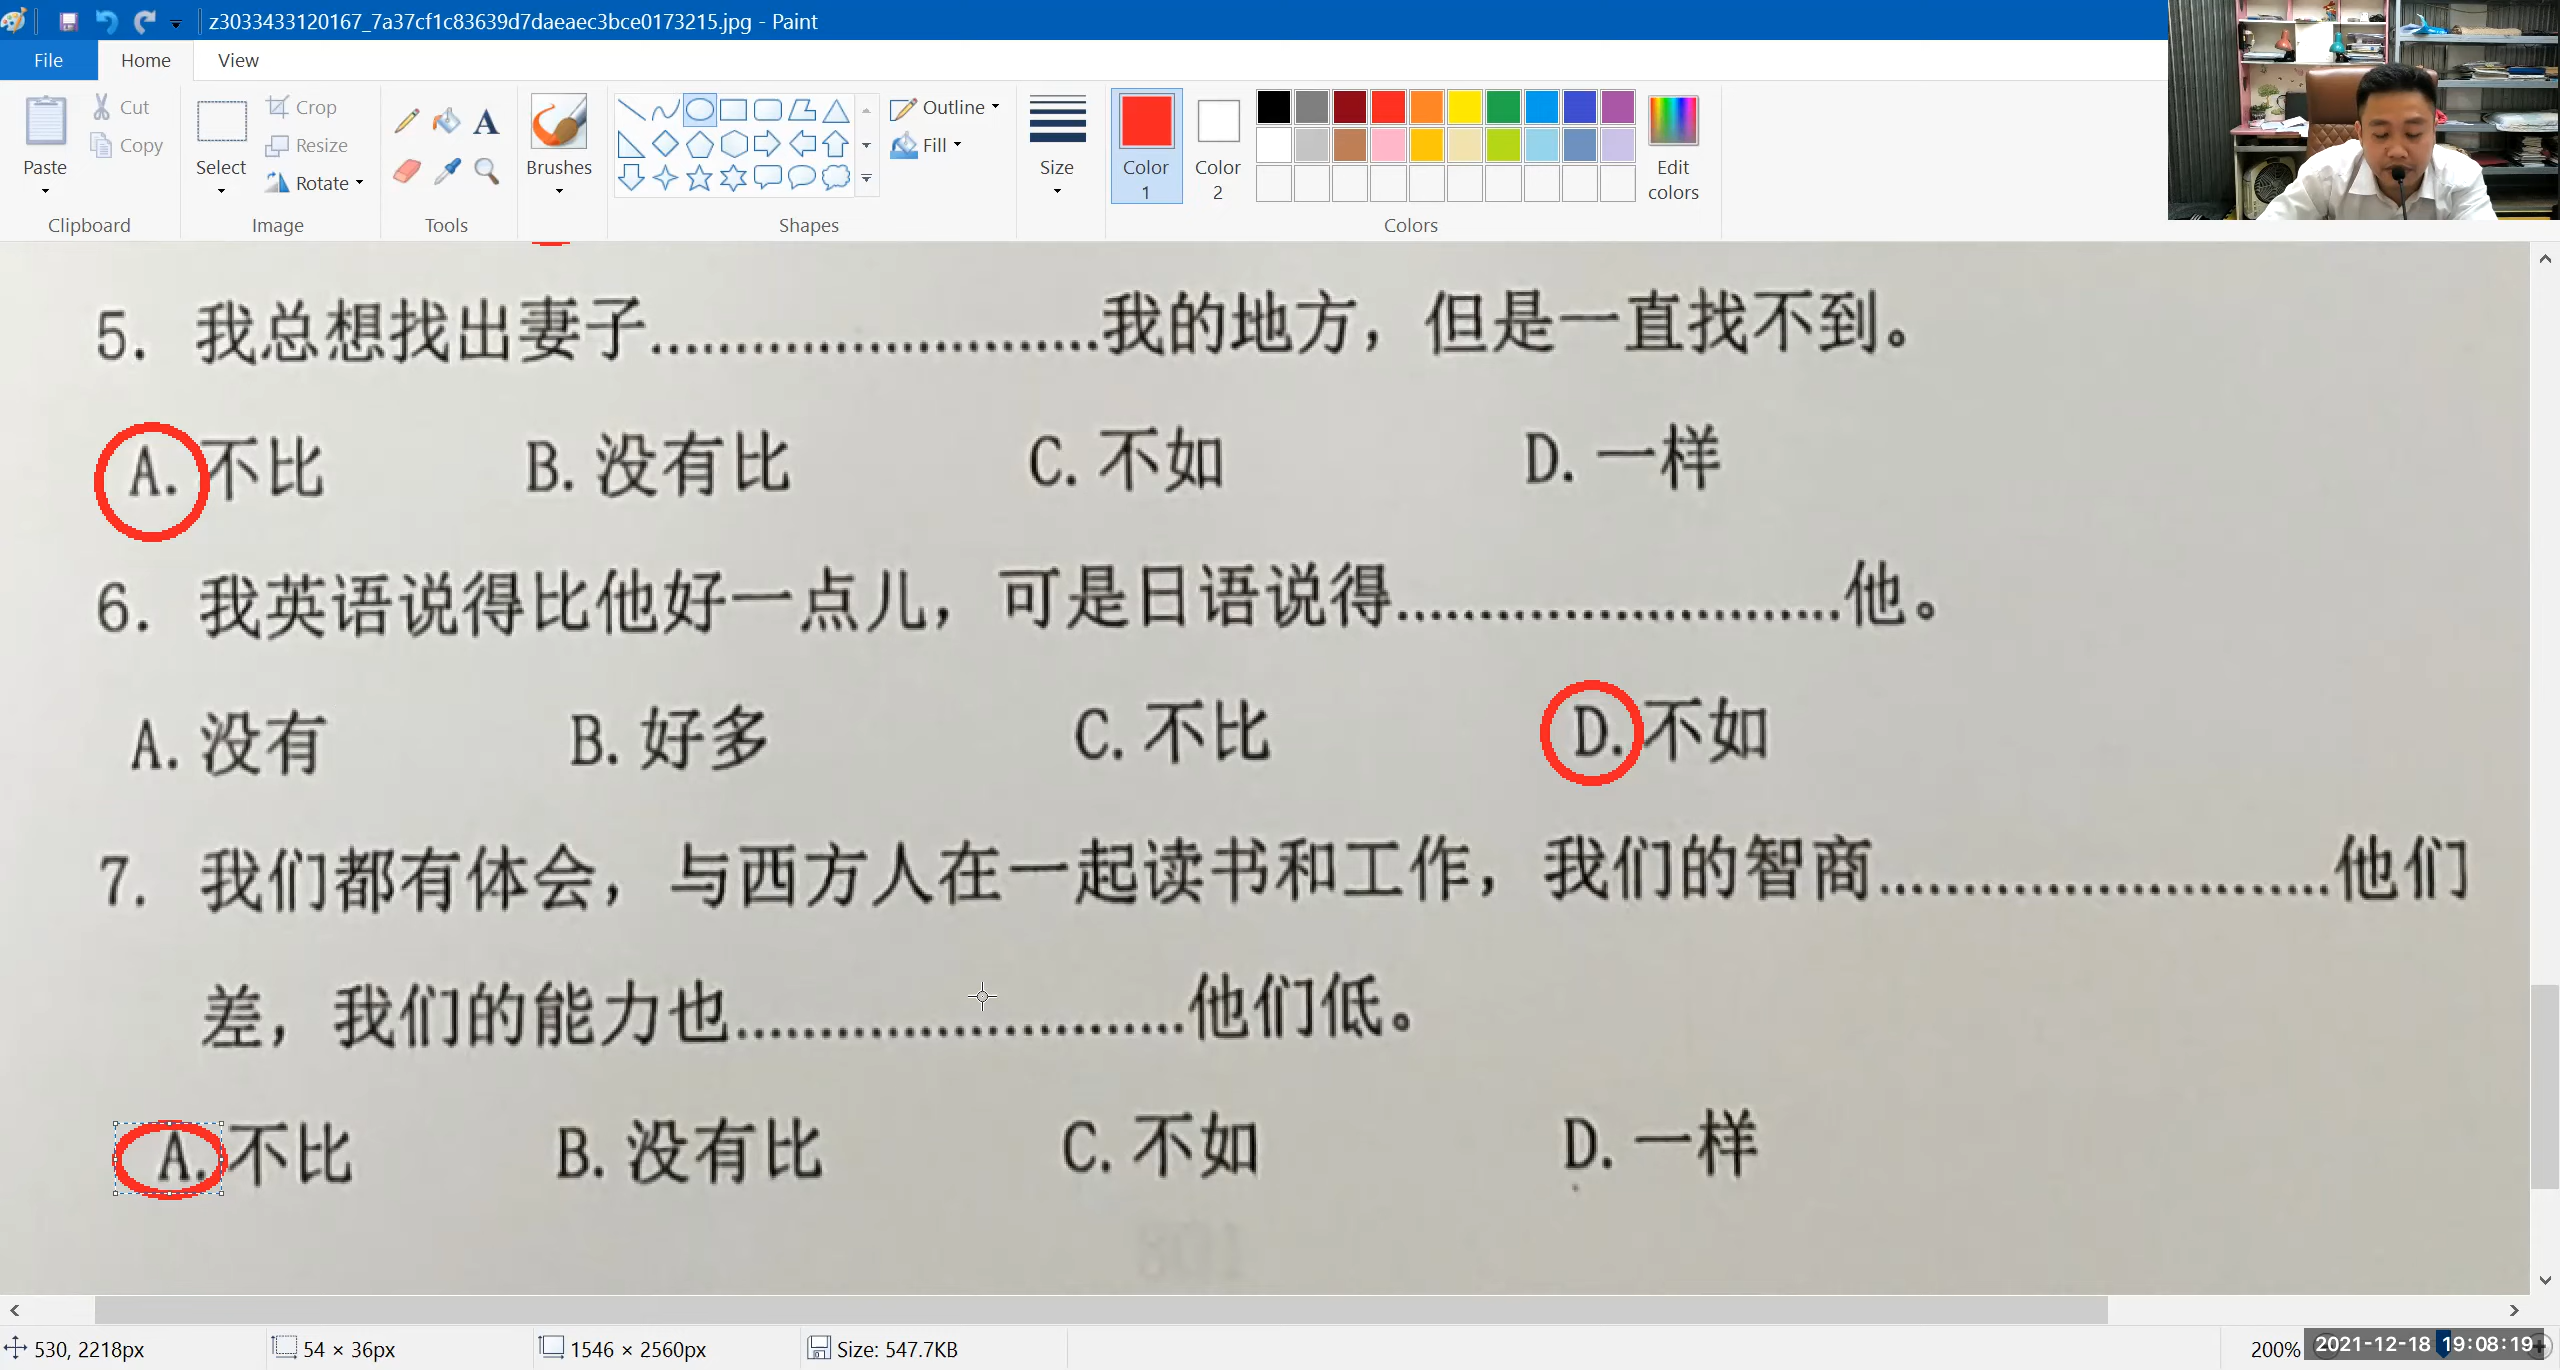 z3033433120167_7a37cf1c83639d7daeaec3bce0173215.jpg - Paint
File Home View
Paste Cut Copy Select Crop Resize Rotate Brushes Outline Fill Size Color 1 Color 2 Edit colors
Clipboard Image Tools Shapes Colors
5. 我总想找出妻子...........................我的地方，但是一直找不到。
A. 不比 B. 没有比 C. 不如 D. 一样
6. 我英语说得比他好一点儿，可是日语说得...........................他。
A. 没有 B. 好多 C. 不比 D. 不如
7. 我们都有体会，与西方人在一起读书和工作，我们的智商...........................他们
差，我们的能力也...........................他们低。
A. 不比 B. 没有比 C. 不如 D. 一样
530, 2218px 54 × 36px 1546 × 2560px Size: 547.7KB 200% 2021-12-18 19:08:19